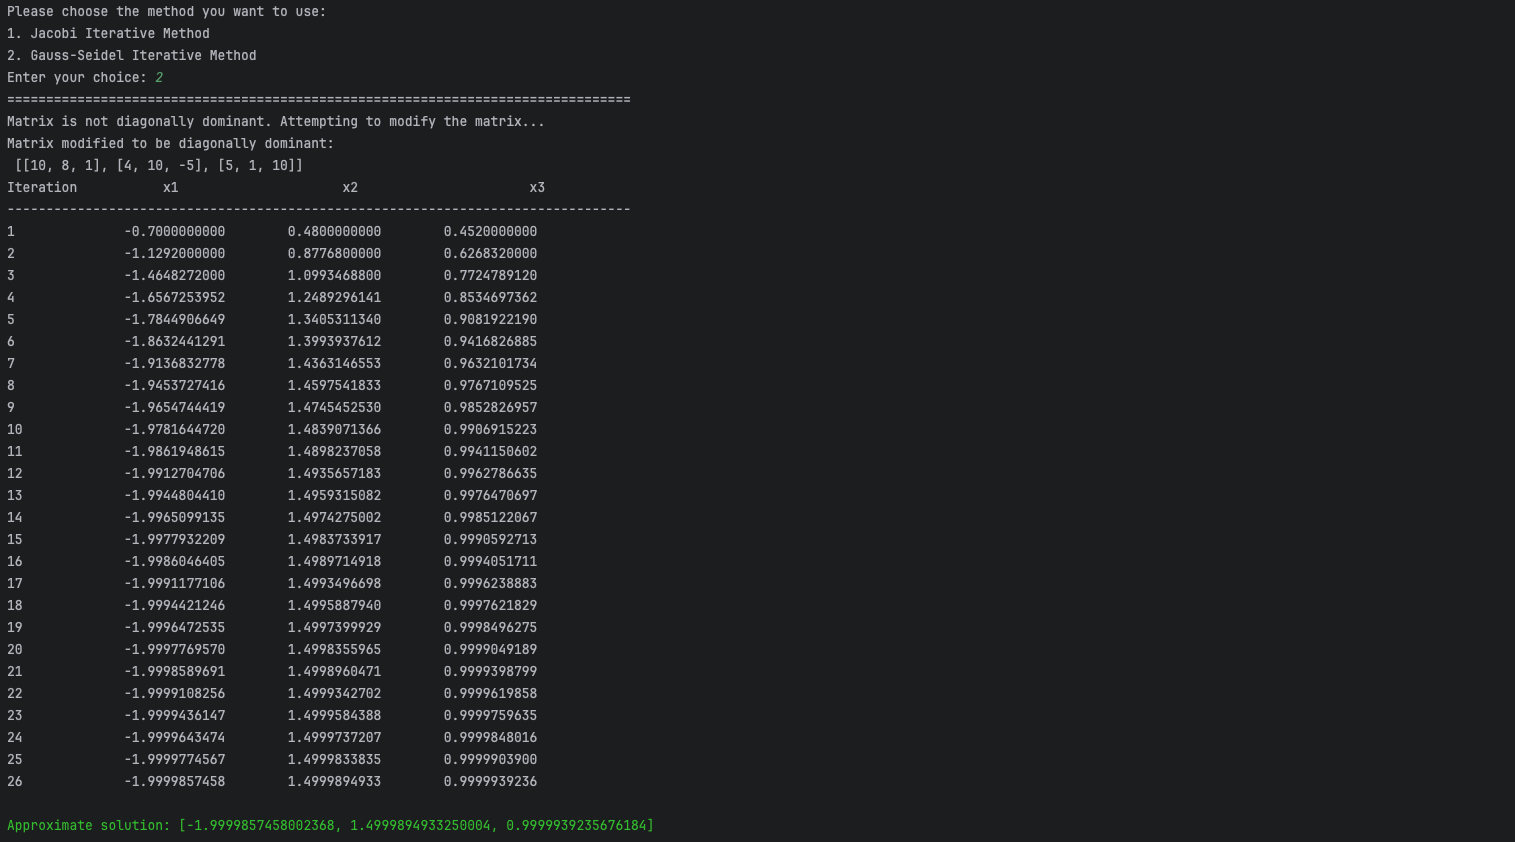 Please choose the method you want to use:
1. Jacobi Iterative Method
2. Gauss-Seidel Iterative Method
Enter your choice: 2
================================================================================
Matrix is not diagonally dominant. Attempting to modify the matrix...
Matrix modified to be diagonally dominant:
 [[10, 8, 1], [4, 10, -5], [5, 1, 10]]
Iteration           x1                     x2                      x3
--------------------------------------------------------------------------------
1              -0.7000000000        0.4800000000        0.4520000000
2              -1.1292000000        0.8776800000        0.6268320000
3              -1.4648272000        1.0993468800        0.7724789120
4              -1.6567253952        1.2489296141        0.8534697362
5              -1.7844906649        1.3405311340        0.9081922190
6              -1.8632441291        1.3993937612        0.9416826885
7              -1.9136832778        1.4363146553        0.9632101734
8              -1.9453727416        1.4597541833        0.9767109525
9              -1.9654744419        1.4745452530        0.9852826957
10             -1.9781644720        1.4839071366        0.9906915223
11             -1.9861948615        1.4898237058        0.9941150602
12             -1.9912704706        1.4935657183        0.9962786635
13             -1.9944804410        1.4959315082        0.9976470697
14             -1.9965099135        1.4974275002        0.9985122067
15             -1.9977932209        1.4983733917        0.9990592713
16             -1.9986046405        1.4989714918        0.9994051711
17             -1.9991177106        1.4993496698        0.9996238883
18             -1.9994421246        1.4995887940        0.9997621829
19             -1.9996472535        1.4997399929        0.9998496275
20             -1.9997769570        1.4998355965        0.9999049189
21             -1.9998589691        1.4998960471        0.9999398799
22             -1.9999108256        1.4999342702        0.9999619858
23             -1.9999436147        1.4999584388        0.9999759635
24             -1.9999643474        1.4999737207        0.9999848016
25             -1.9999774567        1.4999833835        0.9999903900
26             -1.9999857458        1.4999894933        0.9999939236
Approximate solution: [-1.9999857458002368, 1.4999894933250004, 0.9999939235676184]